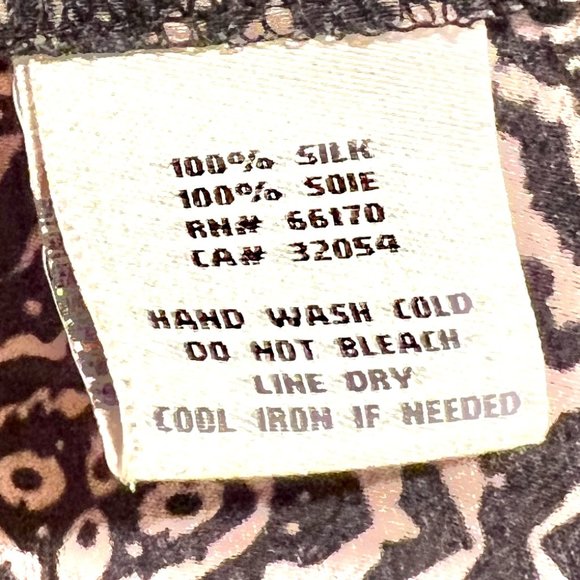 100% SILK
100% SOIE
RN# 66170
CA# 32054
HAND WASH COLD
DO NOT BLEACH
LINE DRY
COOL IRON IF NEEDED